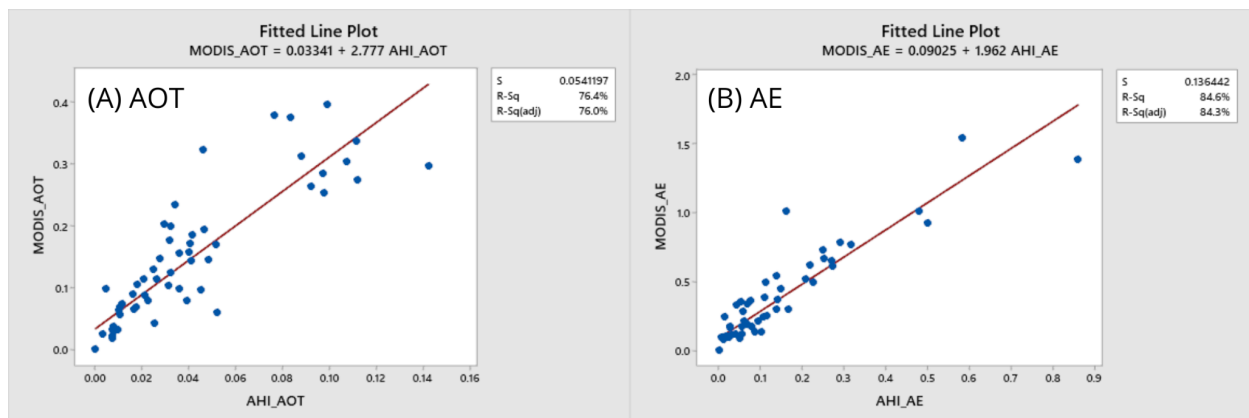 Fitted Line Plot
MODIS_AOT = 0.03341 + 2.777 AHI_AOT
(A) AOT
S 0.0541197
R-Sq 76.4%
R-Sq(adj) 76.0%
MODIS_AOT
0.4
0.3
0.2
0.1
0.0
0.00 0.02 0.04 0.06 0.08 0.10 0.12 0.14 0.16
AHI_AOT
Fitted Line Plot
MODIS_AE = 0.09025 + 1.962 AHI_AE
(B) AE
S 0.136442
R-Sq 84.6%
R-Sq(adj) 84.3%
MODIS_AE
2.0
1.5
1.0
0.5
0.0
0.0 0.1 0.2 0.3 0.4 0.5 0.6 0.7 0.8 0.9
AHI_AE